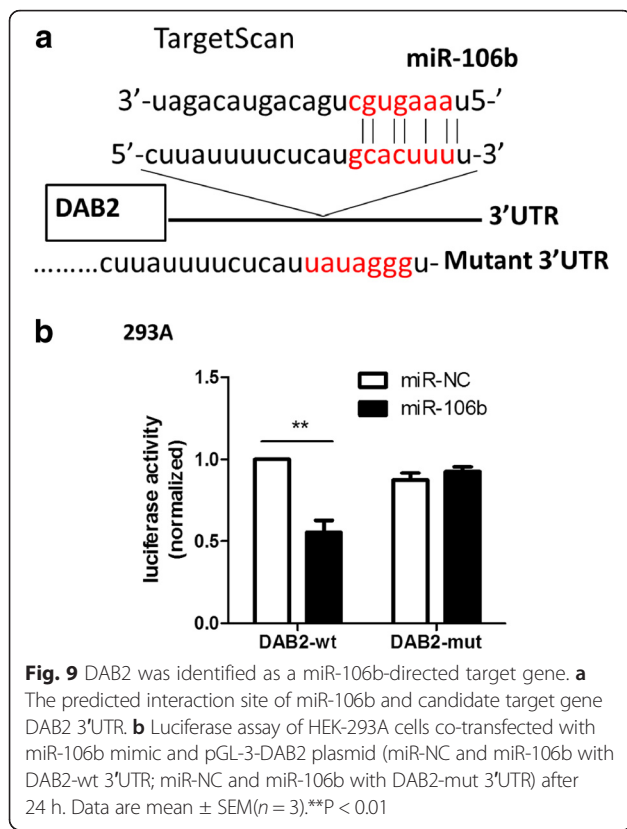 a TargetScan
miR-106b
3'-uagacaugacagucgugaaau5-'
5'-cuuauuuucucaugcacuuuu-3'
DAB2
3'UTR
.........cuuauuuucucauuauagggu- Mutant 3'UTR
b 293A
miR-NC
miR-106b
luciferase activity
(normalized)
1.5
1.0
0.5
0.0
**
DAB2-wt DAB2-mut
Fig. 9 DAB2 was identified as a miR-106b-directed target gene. a
The predicted interaction site of miR-106b and candidate target gene
DAB2 3'UTR. b Luciferase assay of HEK-293A cells co-transfected with
miR-106b mimic and pGL-3-DAB2 plasmid (miR-NC and miR-106b with
DAB2-wt 3'UTR; miR-NC and miR-106b with DAB2-mut 3'UTR) after
24 h. Data are mean ± SEM(n = 3).**P < 0.01